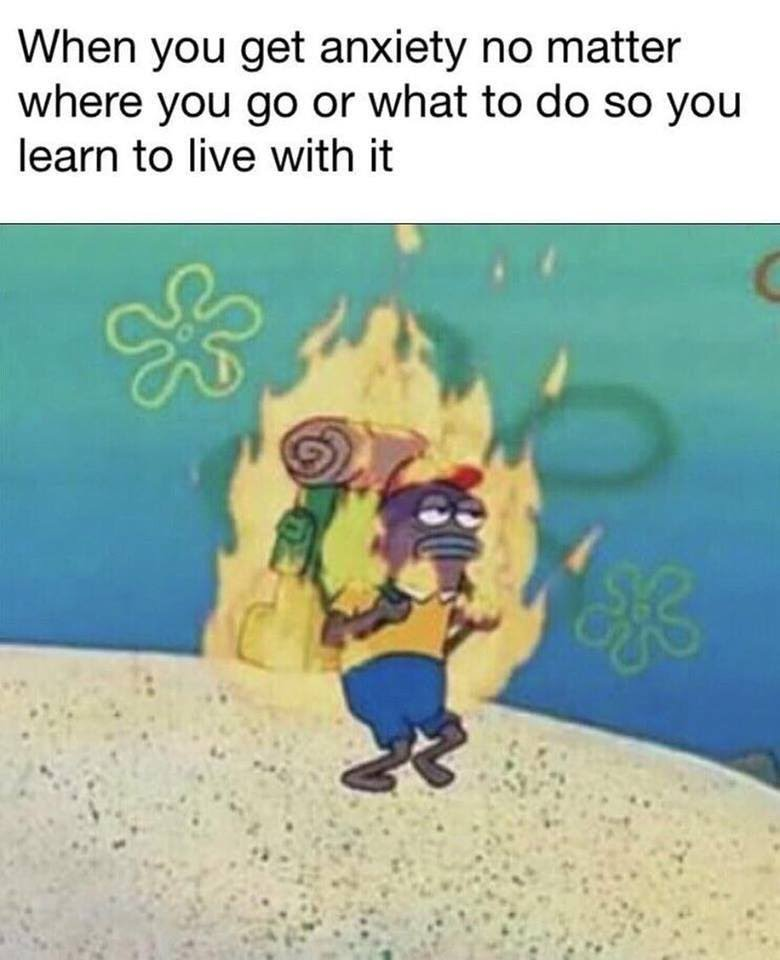 When you get anxiety no matter
where you go or what to do so you
learn to live with it